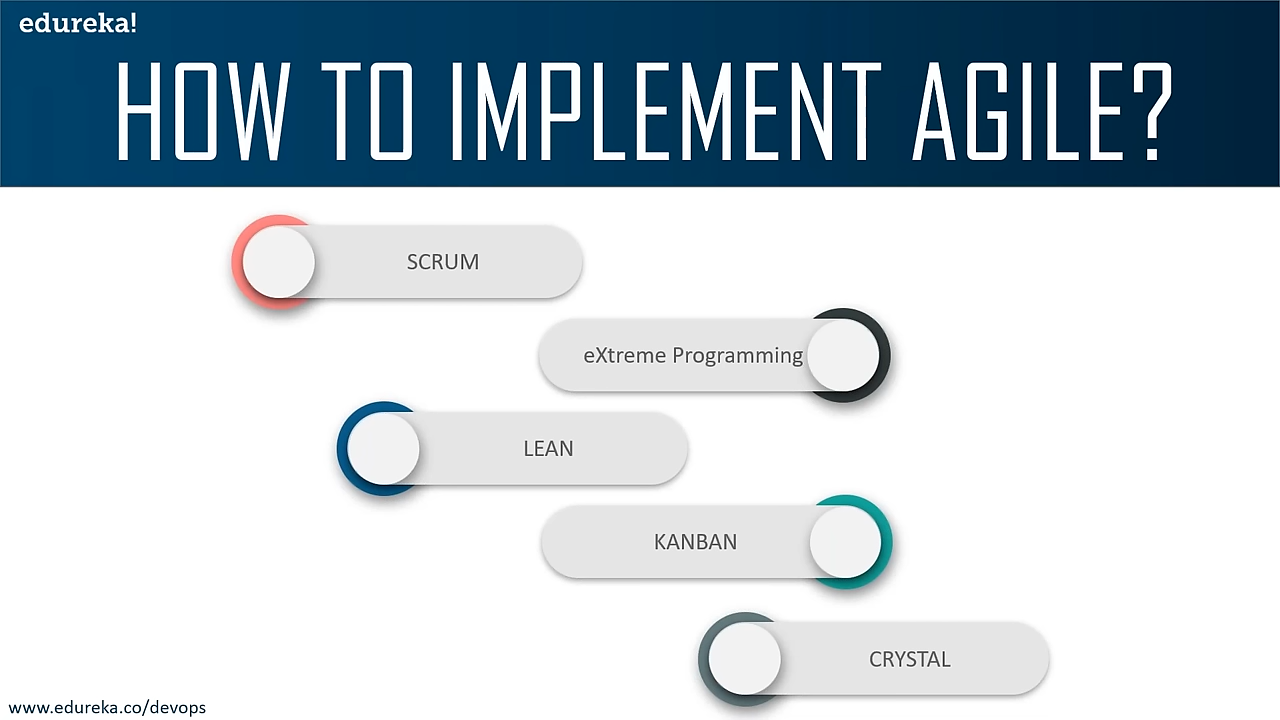 edureka!
HOW TO IMPLEMENT AGILE?
SCRUM
eXtreme Programming
LEAN
KANBAN
CRYSTAL
www.edureka.co/devops